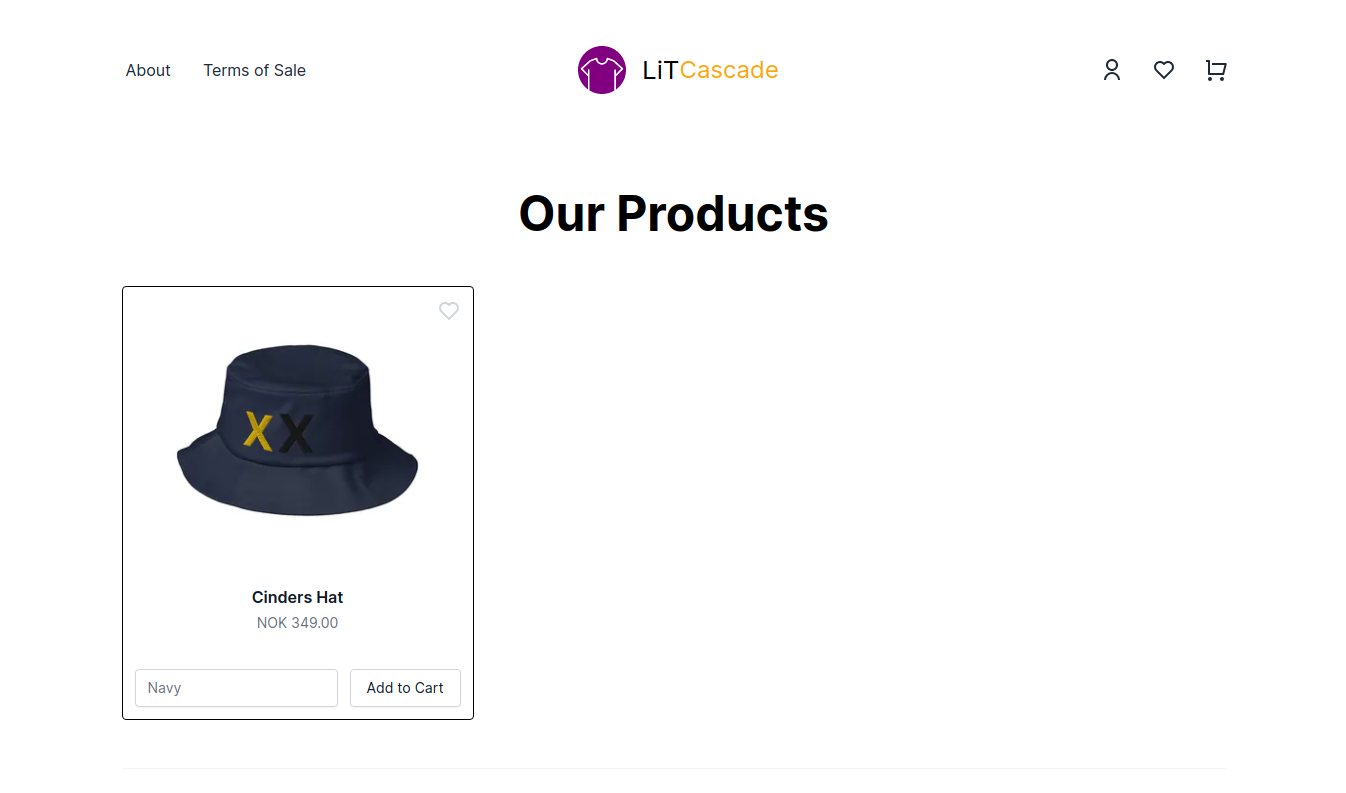 About
Terms of Sale
LiTCascade
Our Products
XX
Cinders Hat
NOK 349.00
Navy
Add to Cart